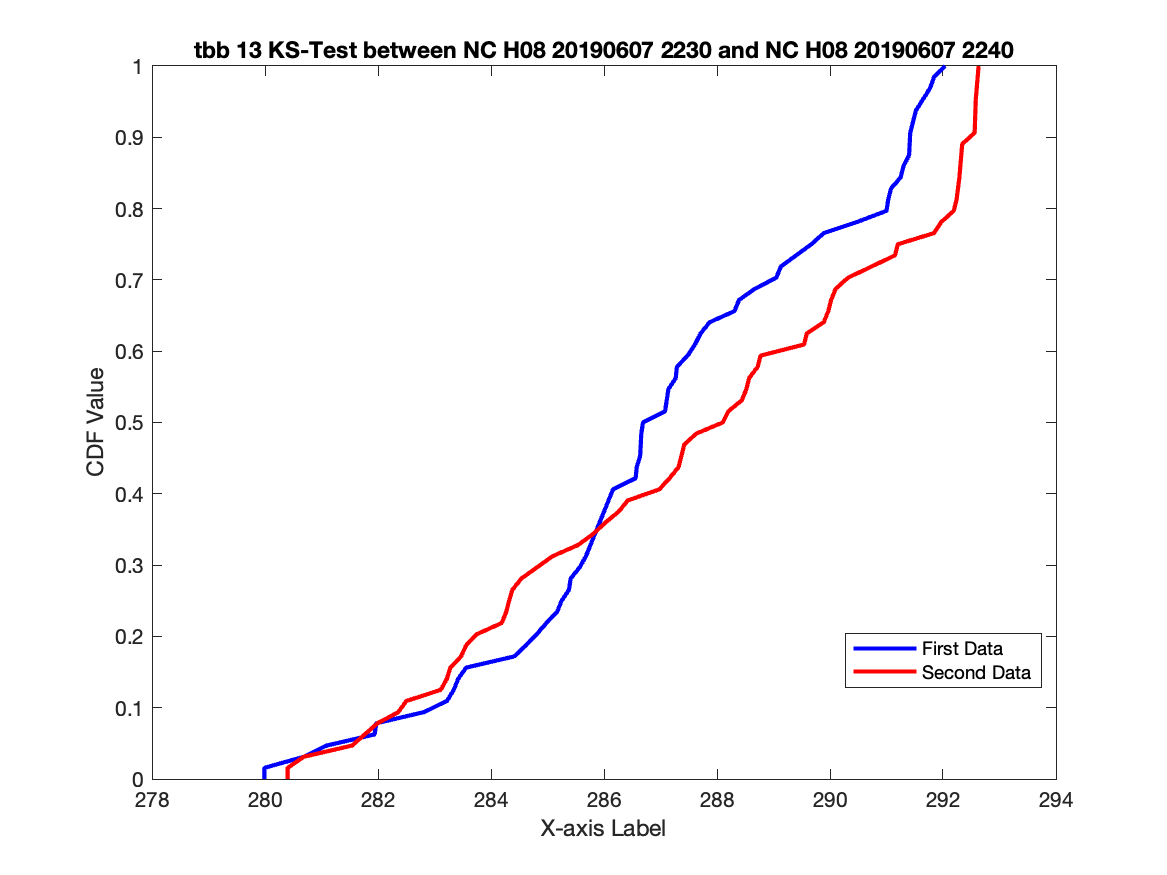 tbb 13 KS-Test between NC H08 20190607 2230 and NC H08 20190607 2240
1
0.9
0.8
0.7
0.6
0.5
0.4
0.3
0.2
0.1
0
CDF Value
First Data
Second Data
278 280 282 284 286 288 290 292 294
X-axis Label